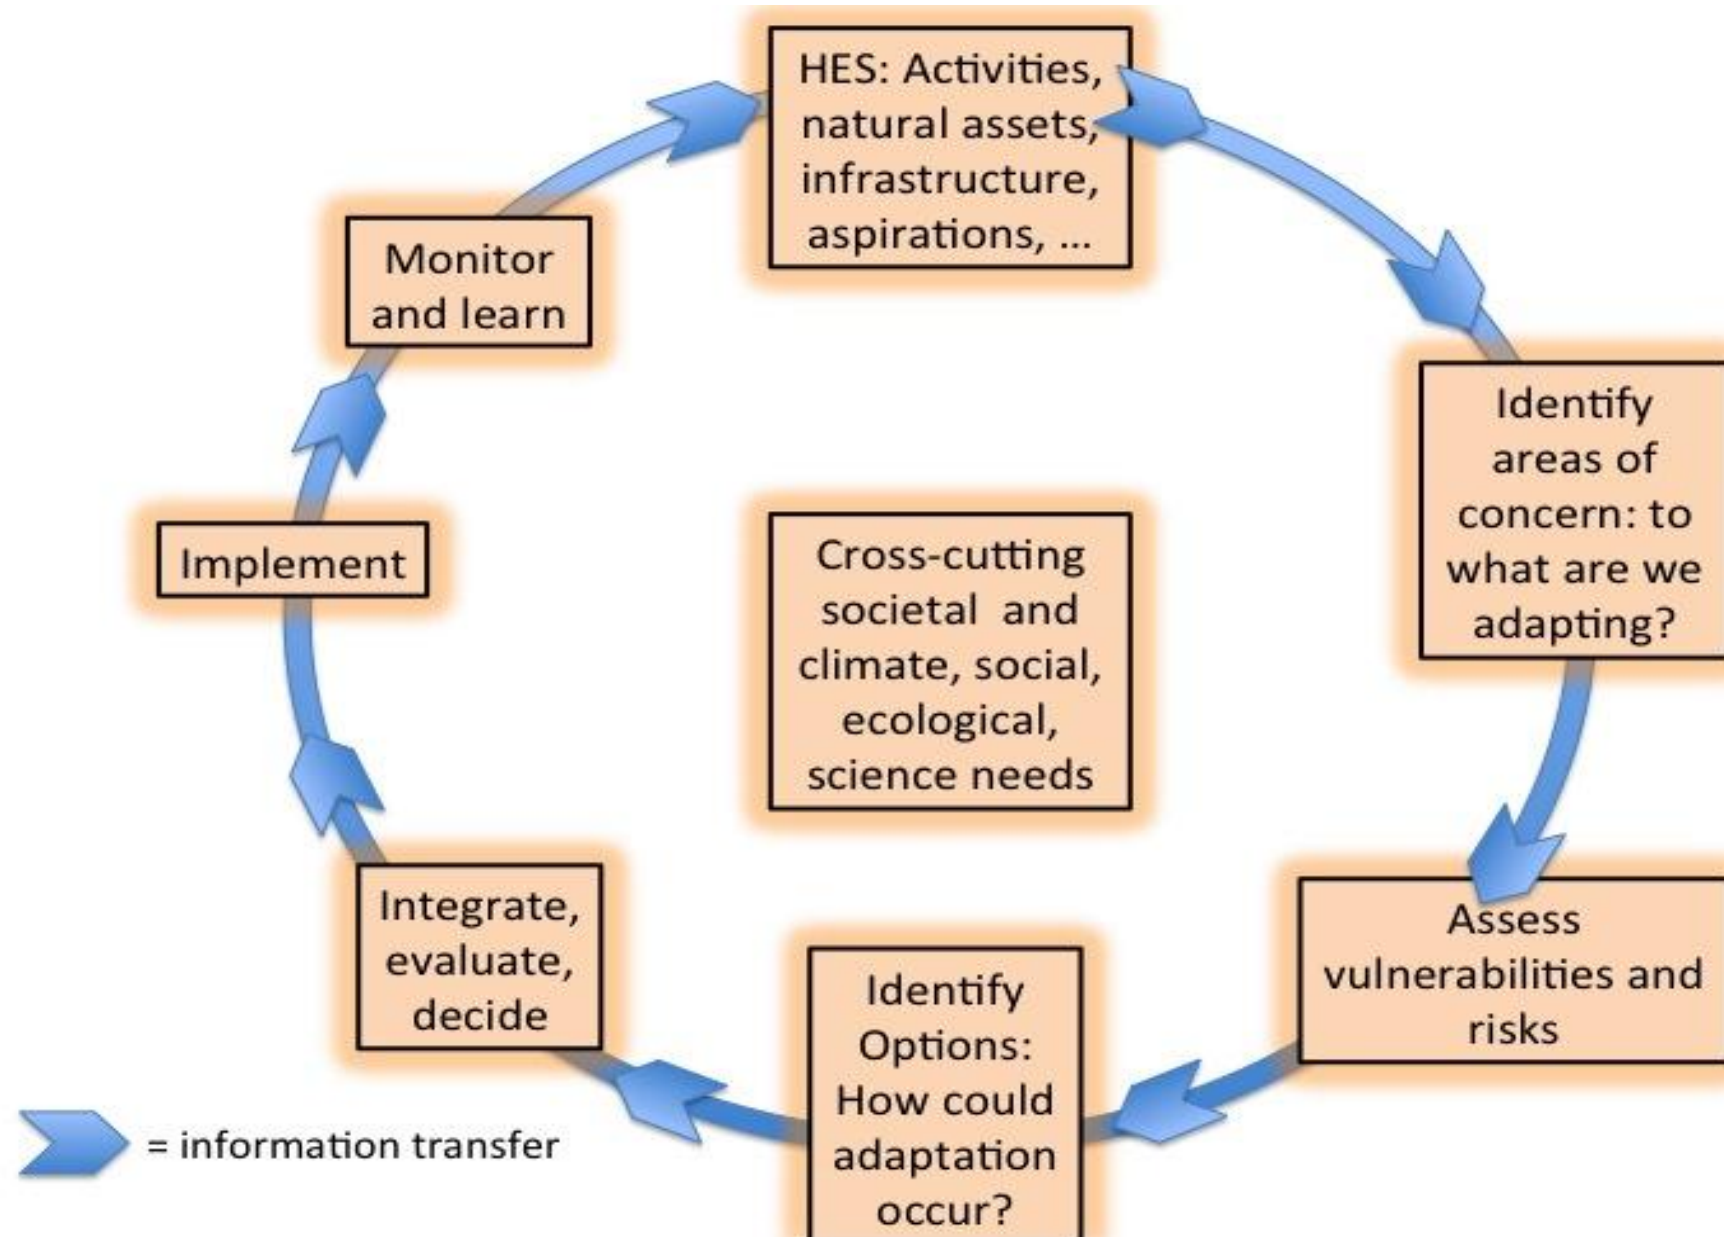 HES: Activities,
natural assets,
infrastructure,
aspirations, ...
Identify
areas of
concern: to
what are we
adapting?
Assess
vulnerabilities and
risks
Identify
Options:
How could
adaptation
occur?
Integrate,
evaluate,
decide
Implement
Monitor
and learn
Cross-cutting
societal  and
climate, social,
ecological,
science needs
= information transfer